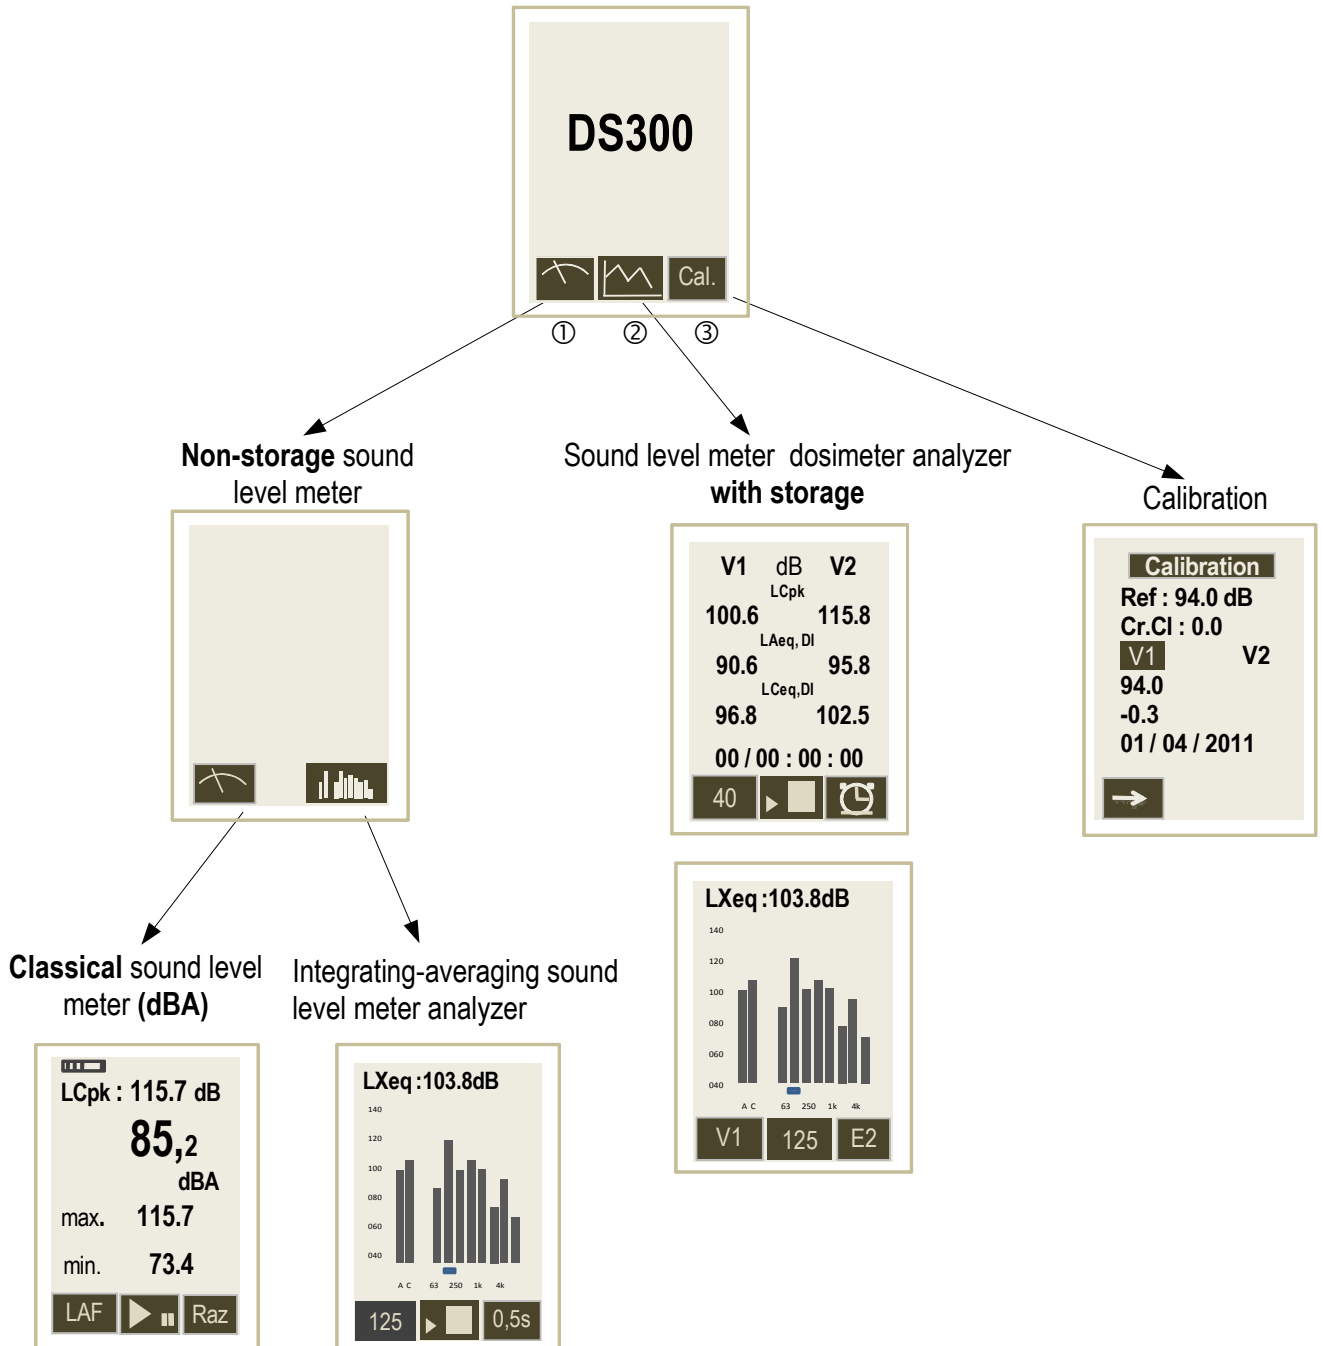 DS300
Cal.
① ② ③
Non-storage sound
level meter
Sound level meter dosimeter analyzer
with storage
Calibration
V1 dB V2
LCpk
100.6 115.8
LAeq, DI
90.6 95.8
LCeq,DI
96.8 102.5
00 / 00 : 00 : 00
40
Calibration
Ref : 94.0 dB
Cr.Cl : 0.0
V1 V2
94.0
-0.3
01 / 04 / 2011
LXeq :103.8dB
140
120
100
080
060
040
A C 63 250 1k 4k
V1 125 E2
Classical sound level
meter (dBA)
Integrating-averaging sound
level meter analyzer
LCpk : 115.7 dB
85,2
dBA
max. 115.7
min. 73.4
LAF Raz
LXeq :103.8dB
140
120
100
080
060
040
A C 63 250 1k 4k
125 0,5s